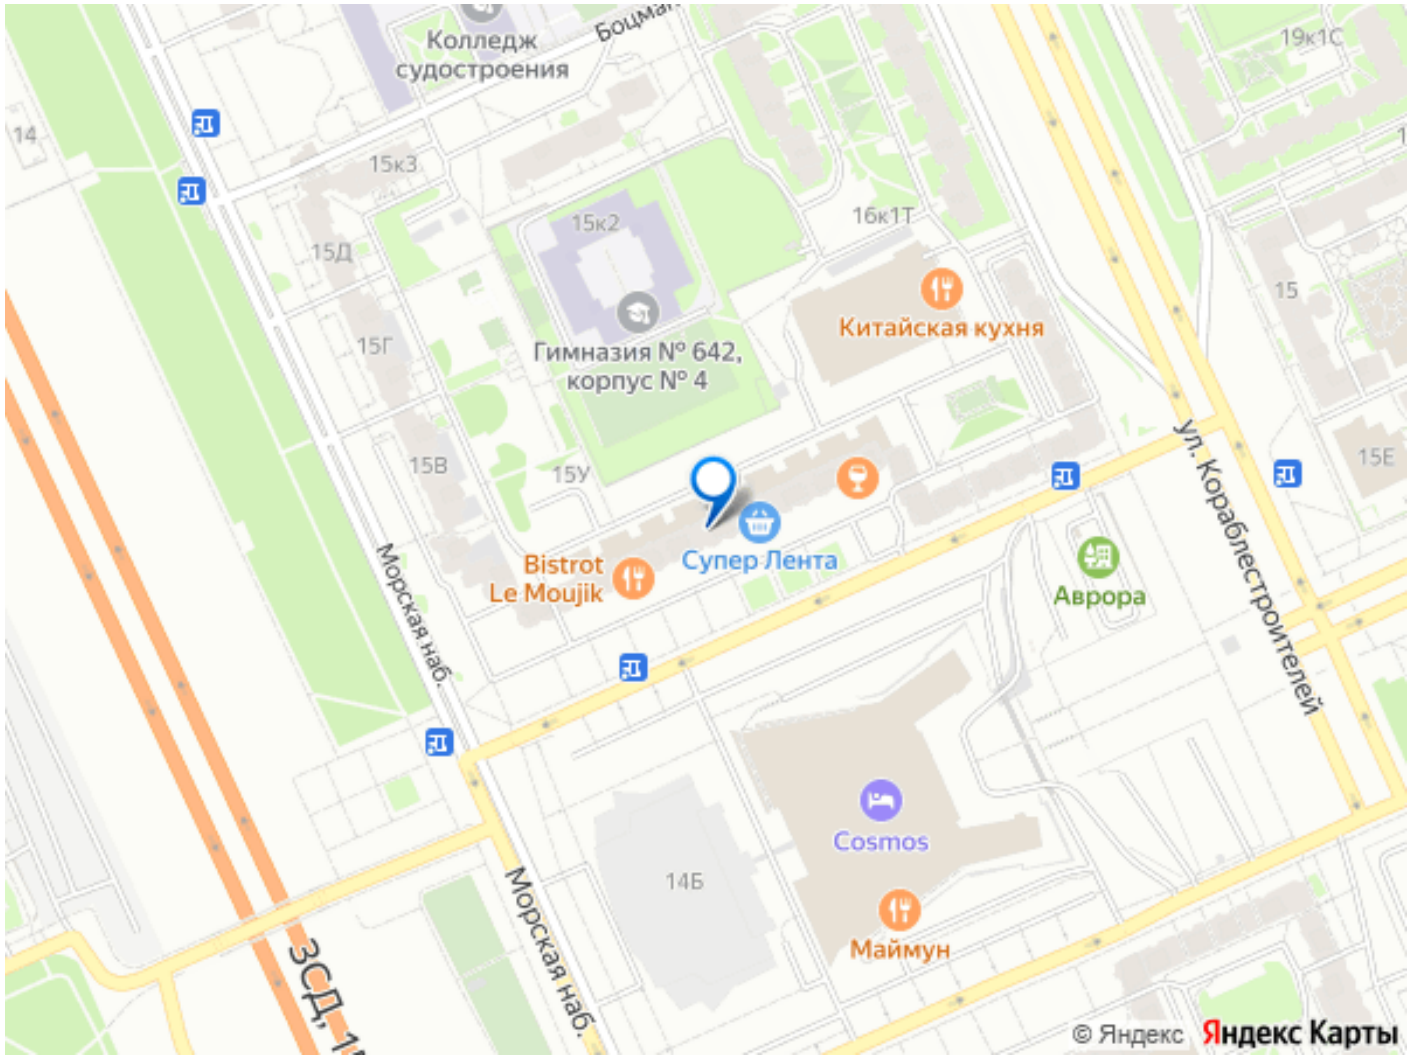 Колледж
судостроения
Боцман
19к1С
14
15к3
15к2
16к1Т
15Д
15
15Г
Китайская кухня
Гимназия № 642,
корпус № 4
15В
15У
15Е
ул. Кораблестроителей
Супер Лента
Bistrot
Le Moujik
Морская наб.
Аврора
Cosmos
14Б
Маймун
Морская наб.
ЗСД, 15
© Яндекс Яндекс Карты